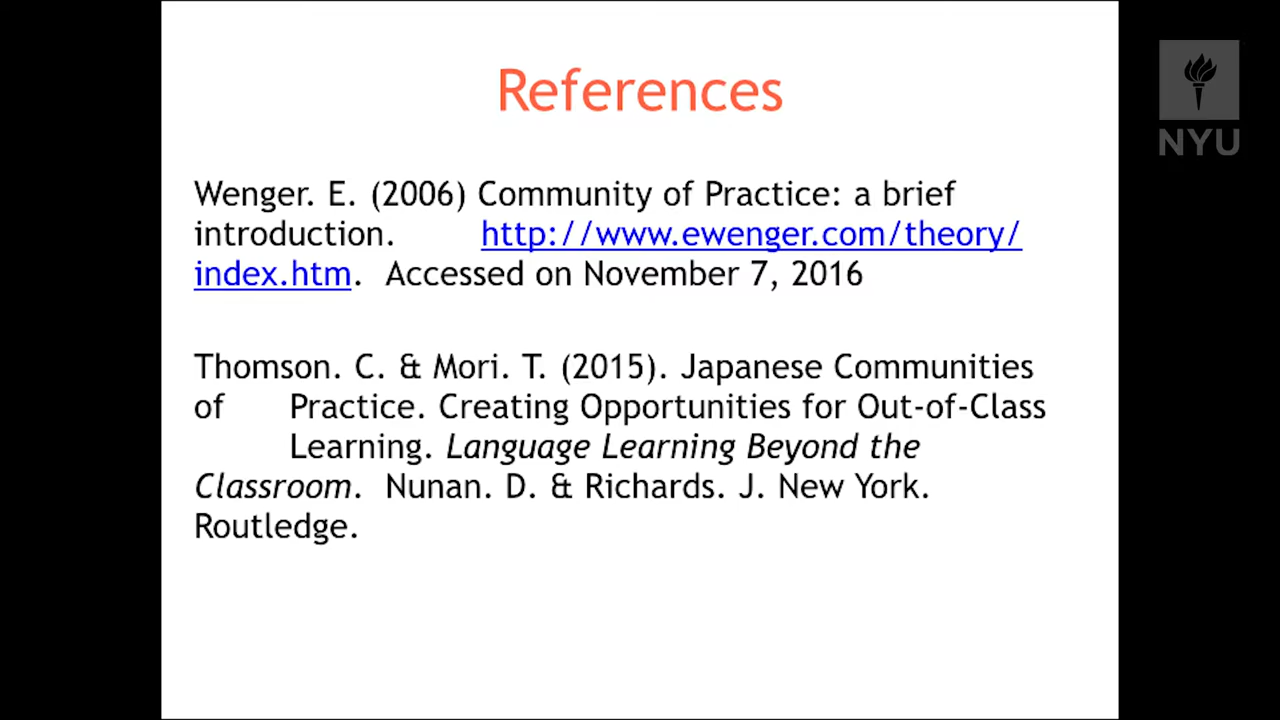 References
Wenger. E. (2006) Community of Practice: a brief
introduction. http://www.ewenger.com/theory/
index.htm. Accessed on November 7, 2016
Thomson. C. & Mori. T. (2015). Japanese Communities
of Practice. Creating Opportunities for Out-of-Class
Learning. Language Learning Beyond the
Classroom. Nunan. D. & Richards. J. New York.
Routledge.
NYU